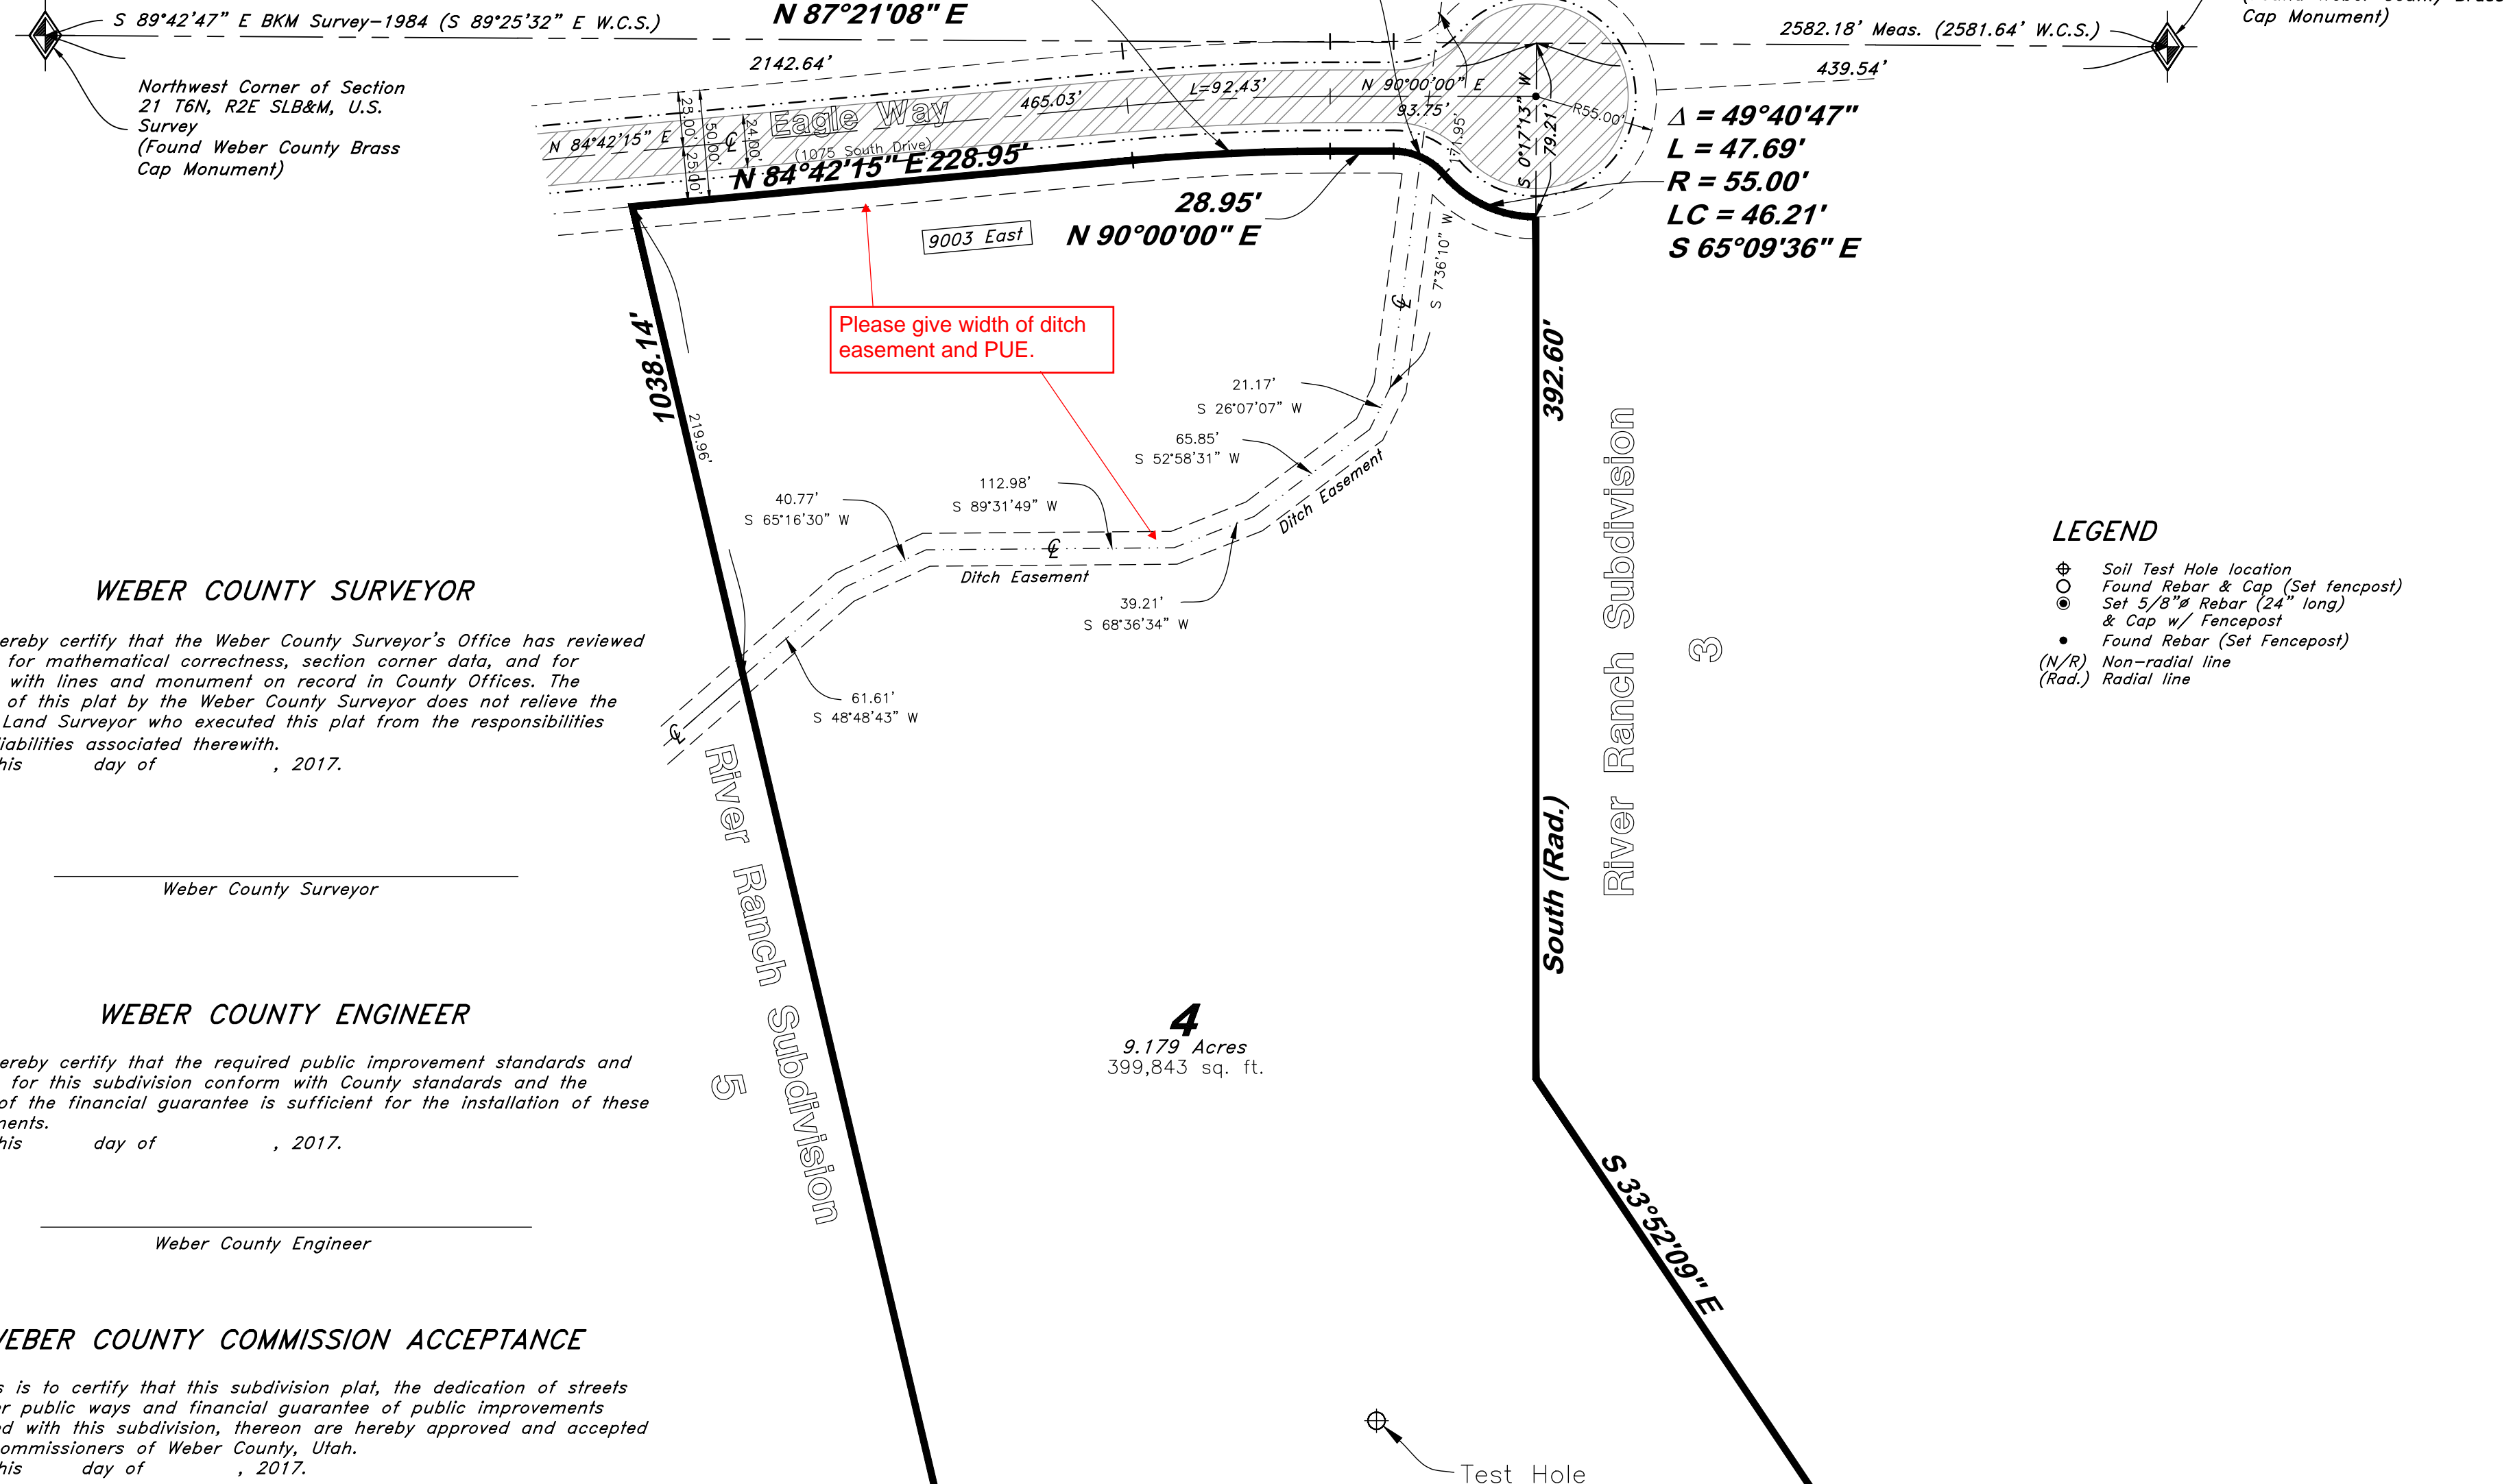 S 89°42'47" E BKM Survey-1984 (S 89°25'32" E W.C.S.)
N 87°21'08" E
2142.64'
2582.18' Meas. (2581.64' W.C.S.)
439.54'
Cap Monument)
Northwest Corner of Section
21 T6N, R2E SLB&M, U.S.
Survey
(Found Weber County Brass
Cap Monument)
N 84°42'15" E
℄
25.00'
25.00'
50.00'
24.00'
Eagle Way
(1075 South Drive)
465.03'
L=92.43'
N 90°00'00" E
93.75'
171.95'
S 0°17'13" W
79.21'
R55.00'
Δ = 49°40'47"
L = 47.69'
R = 55.00'
LC = 46.21'
S 65°09'36" E
N 84°42'15" E 228.95'
28.95'
N 90°00'00" E
9003 East
Please give width of ditch
easement and PUE.
S 7°36'10" W
℄
1038.14'
219.96'
392.60'
21.17'
S 26°07'07" W
65.85'
S 52°58'31" W
112.98'
S 89°31'49" W
40.77'
S 65°16'30" W
Ditch Easement
℄
Ditch Easement
39.21'
S 68°36'34" W
61.61'
S 48°48'43" W
℄
River Ranch Subdivision
5
River Ranch Subdivision
3
South (Rad.)
4
9.179 Acres
399,843 sq. ft.
S 33°52'09" E
Test Hole
LEGEND
Soil Test Hole location
Found Rebar & Cap (Set fencpost)
Set 5/8"ø Rebar (24" long)
& Cap w/ Fencepost
Found Rebar (Set Fencepost)
(N/R) Non-radial line
(Rad.) Radial line
WEBER COUNTY SURVEYOR
ereby certify that the Weber County Surveyor's Office has reviewed
for mathematical correctness, section corner data, and for
with lines and monument on record in County Offices. The
of this plat by the Weber County Surveyor does not relieve the
Land Surveyor who executed this plat from the responsibilities
iabilities associated therewith.
his day of , 2017.
Weber County Surveyor
WEBER COUNTY ENGINEER
ereby certify that the required public improvement standards and
for this subdivision conform with County standards and the
of the financial guarantee is sufficient for the installation of these
ments.
his day of , 2017.
Weber County Engineer
WEBER COUNTY COMMISSION ACCEPTANCE
s is to certify that this subdivision plat, the dedication of streets
er public ways and financial guarantee of public improvements
ed with this subdivision, thereon are hereby approved and accepted
ommissioners of Weber County, Utah.
his day of , 2017.